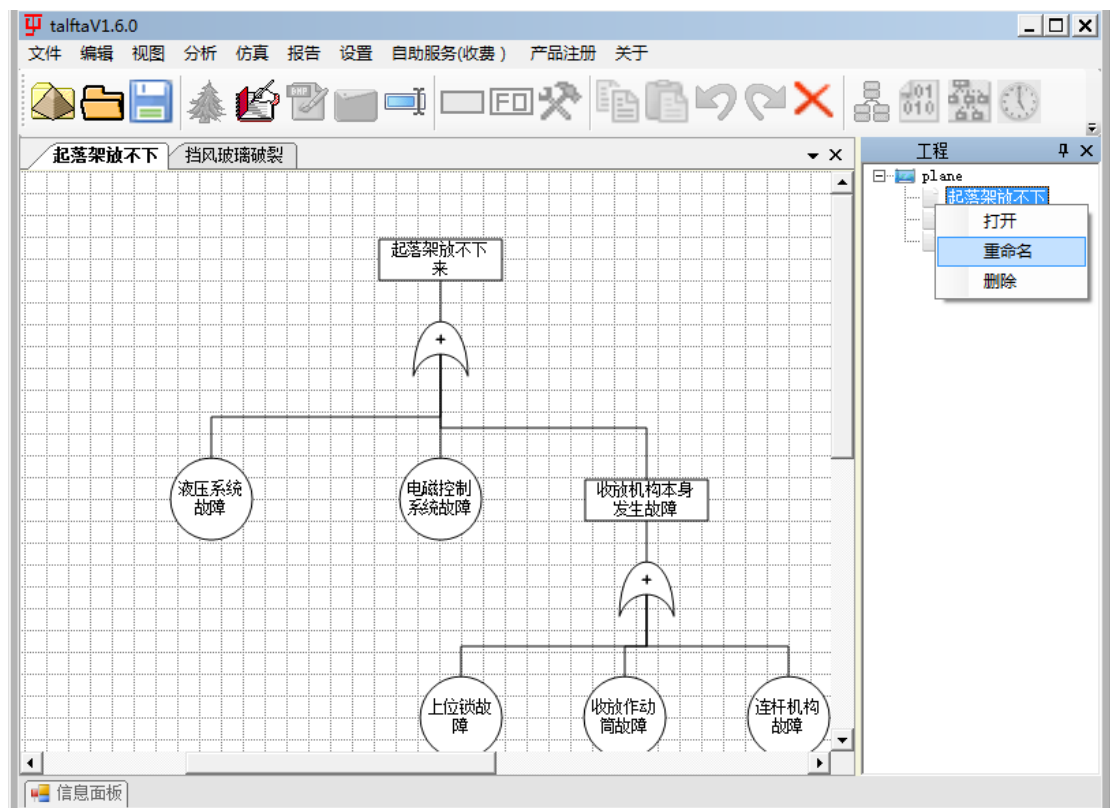 talftaV1.6.0
文件 编辑 视图 分析 仿真 报告 设置 自助服务(收费) 产品注册 关于
BMP
FO
01
010
起落架放不下 挡风玻璃破裂
工程
plane
起落架放不下
打开
重命名
删除
起落架放不下
来
+
液压系统
故障
电磁控制
系统故障
收放机构本身
发生故障
+
上位锁故
障
收放作动
筒故障
连杆机构
故障
信息面板